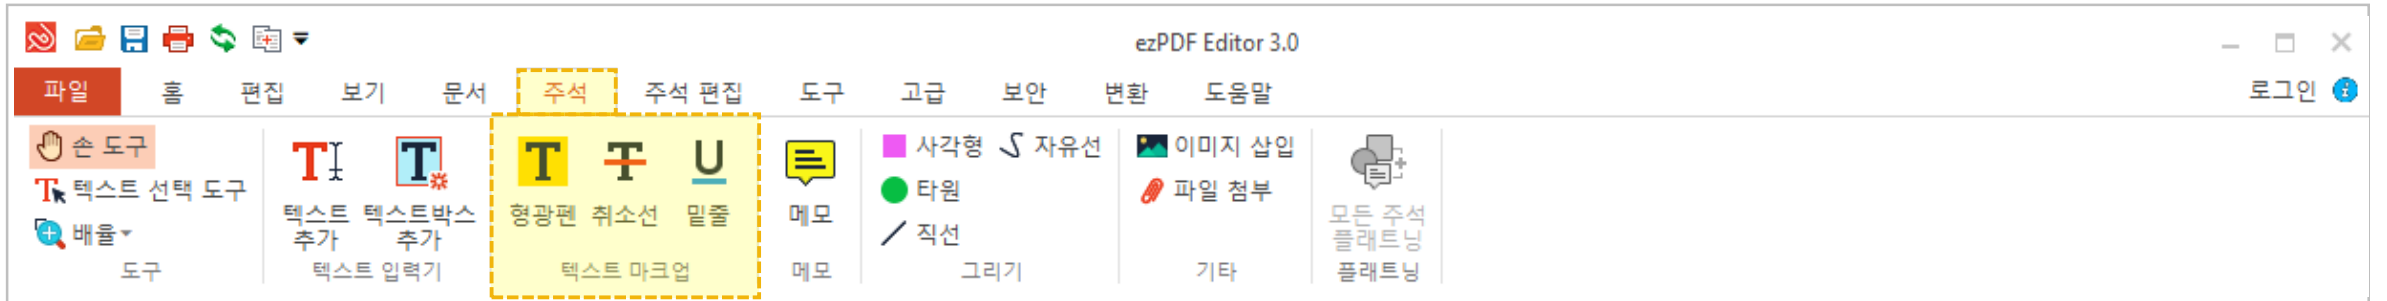 ezPDF Editor 3.0
파일 홈 편집 보기 문서 주석 주석 편집 도구 고급 보안 변환 도움말 로그인
손 도구
텍스트 선택 도구
배율
도구
텍스트
추가
텍스트박스
추가
텍스트 입력기
형광펜 취소선 밑줄
텍스트 마크업
메모
메모
사각형 자유선
타원
직선
그리기
이미지 삽입
파일 첨부
기타
모든 주석
플래트닝
플래트닝